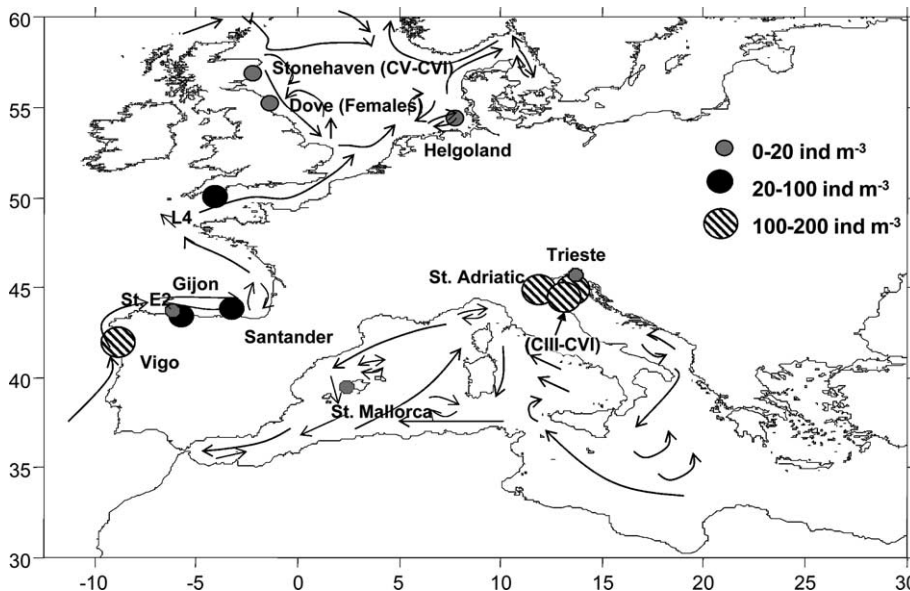 60
55
50
45
40
35
30
-10
-5
0
5
10
15
20
25
30
Stonehaven (CV-CVI)
Dove (Females)
Helgoland
L4
Gijon
St. E2
Santander
Vigo
St. Mallorca
Trieste
St. Adriatic
(CIII-CVI)
0-20 ind m⁻³
20-100 ind m⁻³
100-200 ind m⁻³